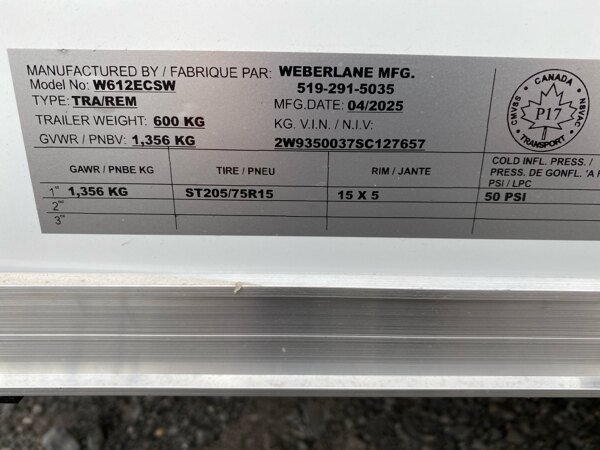 MANUFACTURED BY / FABRIQUE PAR: WEBERLANE MFG.
Model No: W612ECSW 519-291-5035
TYPE: TRA/REM MFG.DATE: 04/2025
TRAILER WEIGHT: 600 KG KG. V.I.N. / N.I.V:
GVWR / PNBV: 1,356 KG 2W9350037SC127657
CANADA
CMVSS P17 NSVAC
TRANSPORT
GAWR / PNBE KG TIRE / PNEU RIM / JANTE COLD INFL. PRESS. /
PRESS. DE GONFL. 'A F
PSI / LPC
1" 1,356 KG ST205/75R15 15 X 5 50 PSI
2"
3"